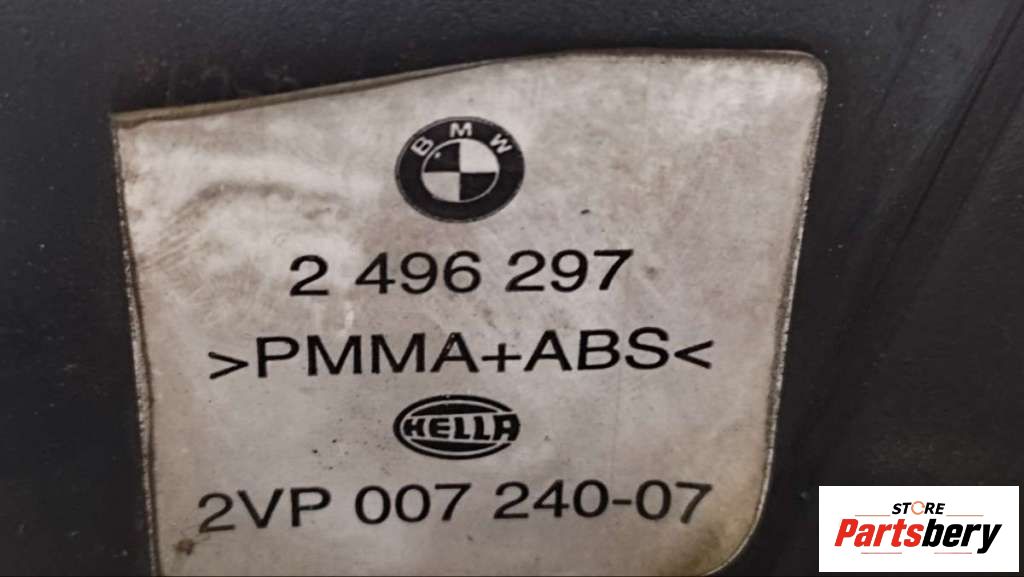 BMW
2 496 297
>PMMA+ABS<
HELLA
2VP 007 240-07
STORE
Partsbery